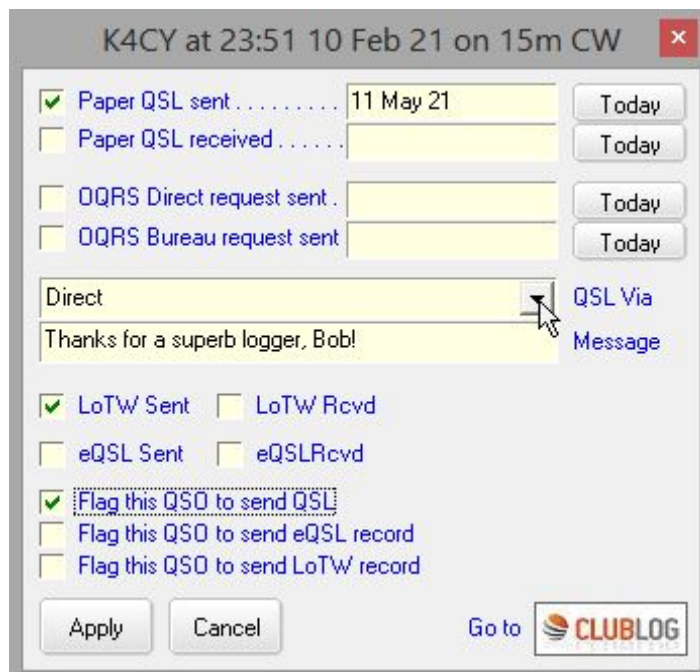 K4CY at 23:51 10 Feb 21 on 15m CW
Paper QSL sent . . . . . . . . . 11 May 21 Today
Paper QSL received . . . . . . Today
OQRS Direct request sent . Today
OQRS Bureau request sent Today
Direct QSL Via
Thanks for a superb logger, Bob! Message
LoTW Sent LoTW Rcvd
eQSL Sent eQSLRcvd
Flag this QSO to send QSL
Flag this QSO to send eQSL record
Flag this QSO to send LoTW record
Apply Cancel Go to CLUBLOG